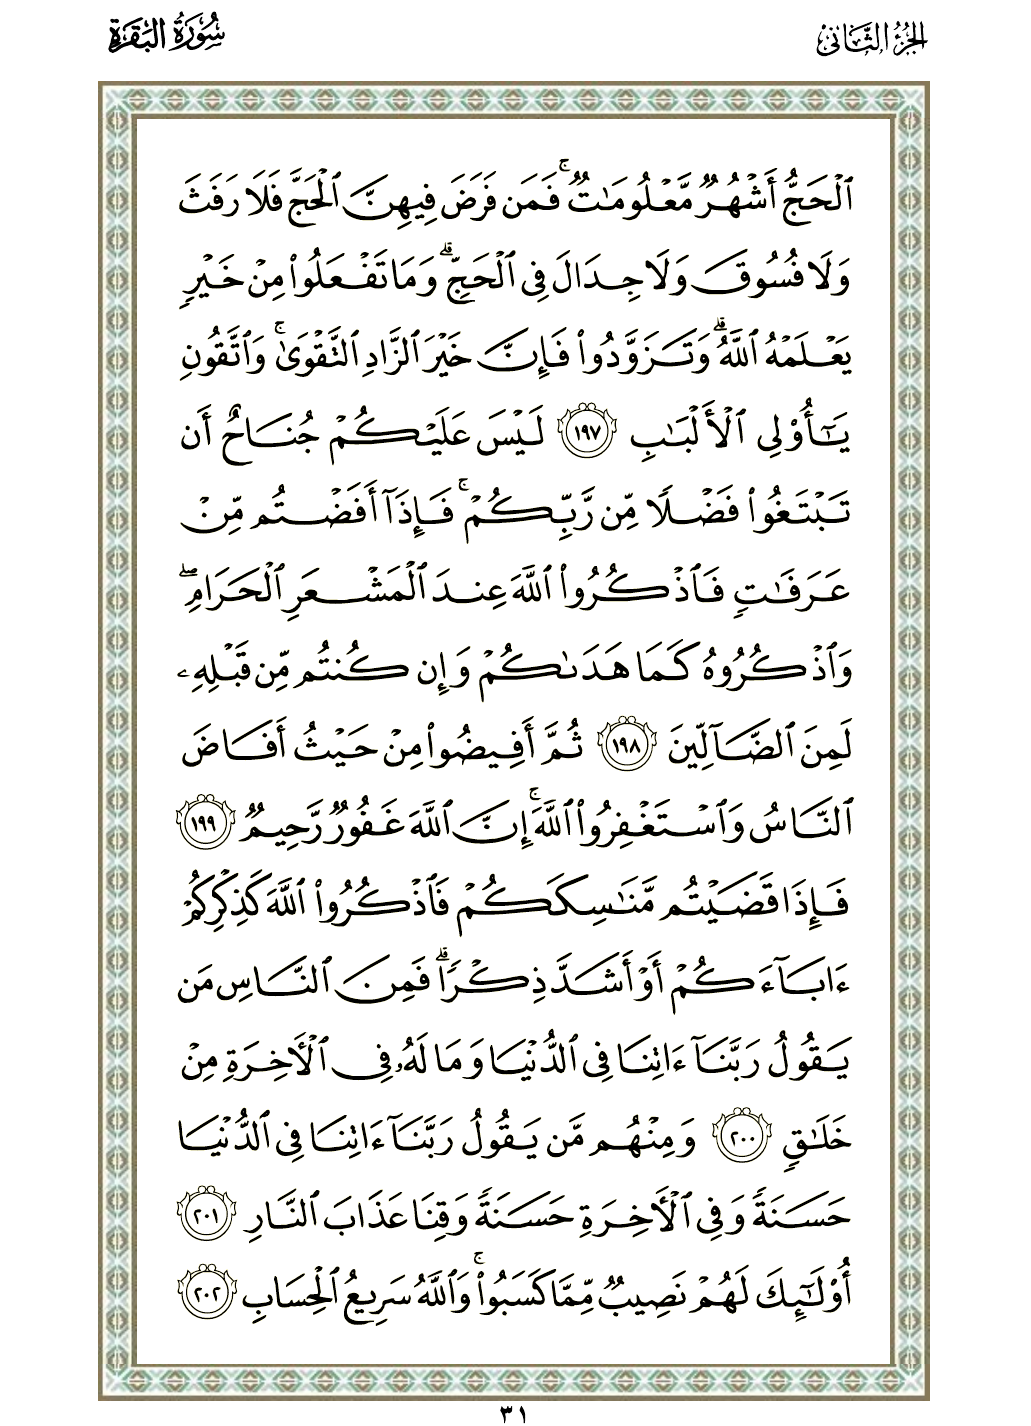 الجزء الثاني
سورة البقرة
ٱلْحَجُّ أَشْهُرٌ مَّعْلُومَٰتٌ ۚ فَمَن فَرَضَ فِيهِنَّ ٱلْحَجَّ فَلَا رَفَثَ
وَلَا فُسُوقَ وَلَا جِدَالَ فِى ٱلْحَجِّ ۗ وَمَا تَفْعَلُوا۟ مِنْ خَيْرٍ
يَعْلَمْهُ ٱللَّهُ ۗ وَتَزَوَّدُوا۟ فَإِنَّ خَيْرَ ٱلزَّادِ ٱلتَّقْوَىٰ ۚ وَٱتَّقُونِ
يَٰٓأُو۟لِى ٱلْأَلْبَٰبِ ١٩٧ لَيْسَ عَلَيْكُمْ جُنَاحٌ أَن
تَبْتَغُوا۟ فَضْلًا مِّن رَّبِّكُمْ ۚ فَإِذَآ أَفَضْتُم مِّنْ
عَرَفَٰتٍ فَٱذْكُرُوا۟ ٱللَّهَ عِندَ ٱلْمَشْعَرِ ٱلْحَرَامِ ۖ
وَٱذْكُرُوهُ كَمَا هَدَىٰكُمْ وَإِن كُنتُم مِّن قَبْلِهِۦ
لَمِنَ ٱلضَّآلِّينَ ١٩٨ ثُمَّ أَفِيضُوا۟ مِنْ حَيْثُ أَفَاضَ
ٱلنَّاسُ وَٱسْتَغْفِرُوا۟ ٱللَّهَ ۚ إِنَّ ٱللَّهَ غَفُورٌ رَّحِيمٌ ١٩٩
فَإِذَا قَضَيْتُم مَّنَٰسِكَكُمْ فَٱذْكُرُوا۟ ٱللَّهَ كَذِكْرِكُمْ
ءَابَآءَكُمْ أَوْ أَشَدَّ ذِكْرًا ۗ فَمِنَ ٱلنَّاسِ مَن
يَقُولُ رَبَّنَآ ءَاتِنَا فِى ٱلدُّنْيَا وَمَا لَهُۥ فِى ٱلْأَخِرَةِ مِنْ
خَلَٰقٍ ٢٠٠ وَمِنْهُم مَّن يَقُولُ رَبَّنَآ ءَاتِنَا فِى ٱلدُّنْيَا
حَسَنَةً وَفِى ٱلْأَخِرَةِ حَسَنَةً وَقِنَا عَذَابَ ٱلنَّارِ ٢٠١
أُو۟لَٰٓئِكَ لَهُمْ نَصِيبٌ مِّمَّا كَسَبُوا۟ ۚ وَٱللَّهُ سَرِيعُ ٱلْحِسَابِ ٢٠٢
٣١